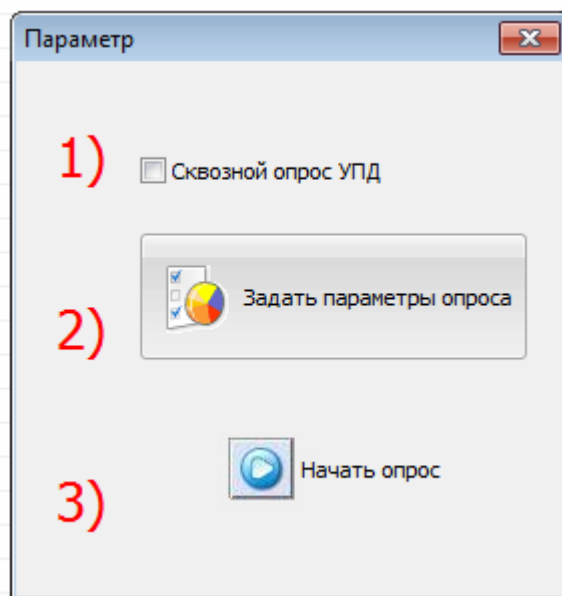 Параметр
1)
Сквозной опрос УПД
2)
Задать параметры опроса
3)
Начать опрос